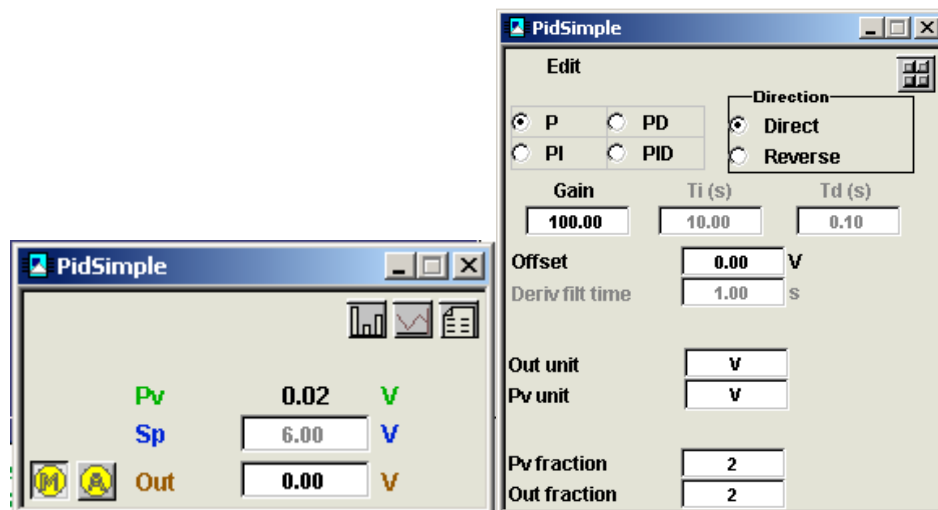 PidSimple
Pv 0.02 V
Sp 6.00 V
M A Out 0.00 V
PidSimple
Edit
Direction
P PD Direct
PI PID Reverse
Gain Ti (s) Td (s)
100.00 10.00 0.10
Offset 0.00 V
Deriv filt time 1.00 s
Out unit V
Pv unit V
Pv fraction 2
Out fraction 2